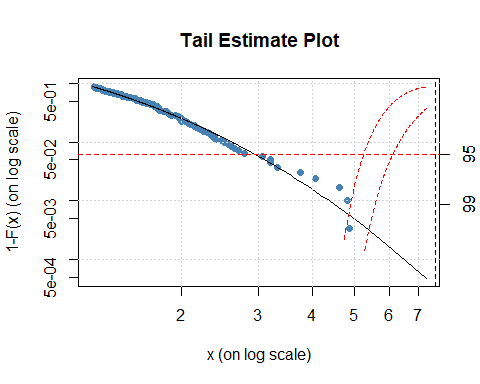 Tail Estimate Plot
1-F(x) (on log scale)
5e-01
5e-02
5e-03
5e-04
95
99
2 3 4 5 6 7
x (on log scale)